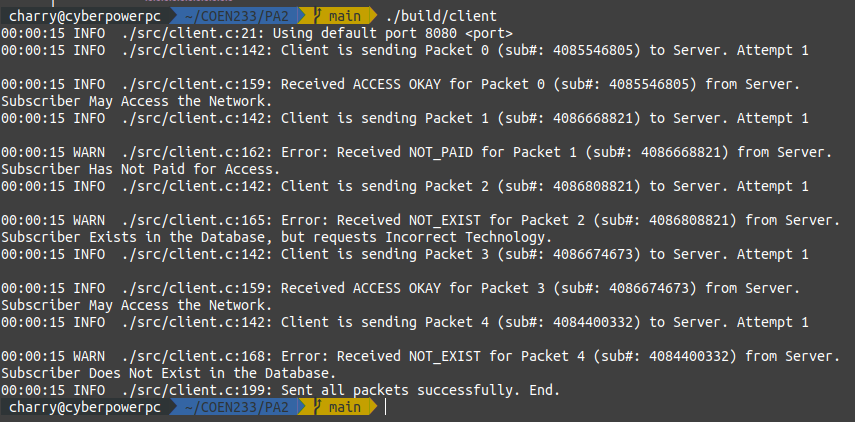 charry@cyberpowerpc ~/COEN233/PA2 main ./build/client
00:00:15 INFO ./src/client.c:21: Using default port 8080 <port>
00:00:15 INFO ./src/client.c:142: Client is sending Packet 0 (sub#: 4085546805) to Server. Attempt 1
00:00:15 INFO ./src/client.c:159: Received ACCESS OKAY for Packet 0 (sub#: 4085546805) from Server.
Subscriber May Access the Network.
00:00:15 INFO ./src/client.c:142: Client is sending Packet 1 (sub#: 4086668821) to Server. Attempt 1
00:00:15 WARN ./src/client.c:162: Error: Received NOT_PAID for Packet 1 (sub#: 4086668821) from Server.
Subscriber Has Not Paid for Access.
00:00:15 INFO ./src/client.c:142: Client is sending Packet 2 (sub#: 4086808821) to Server. Attempt 1
00:00:15 WARN ./src/client.c:165: Error: Received NOT_EXIST for Packet 2 (sub#: 4086808821) from Server.
Subscriber Exists in the Database, but requests Incorrect Technology.
00:00:15 INFO ./src/client.c:142: Client is sending Packet 3 (sub#: 4086674673) to Server. Attempt 1
00:00:15 INFO ./src/client.c:159: Received ACCESS OKAY for Packet 3 (sub#: 4086674673) from Server.
Subscriber May Access the Network.
00:00:15 INFO ./src/client.c:142: Client is sending Packet 4 (sub#: 4084400332) to Server. Attempt 1
00:00:15 WARN ./src/client.c:168: Error: Received NOT_EXIST for Packet 4 (sub#: 4084400332) from Server.
Subscriber Does Not Exist in the Database.
00:00:15 INFO ./src/client.c:199: Sent all packets successfully. End.
charry@cyberpowerpc ~/COEN233/PA2 main